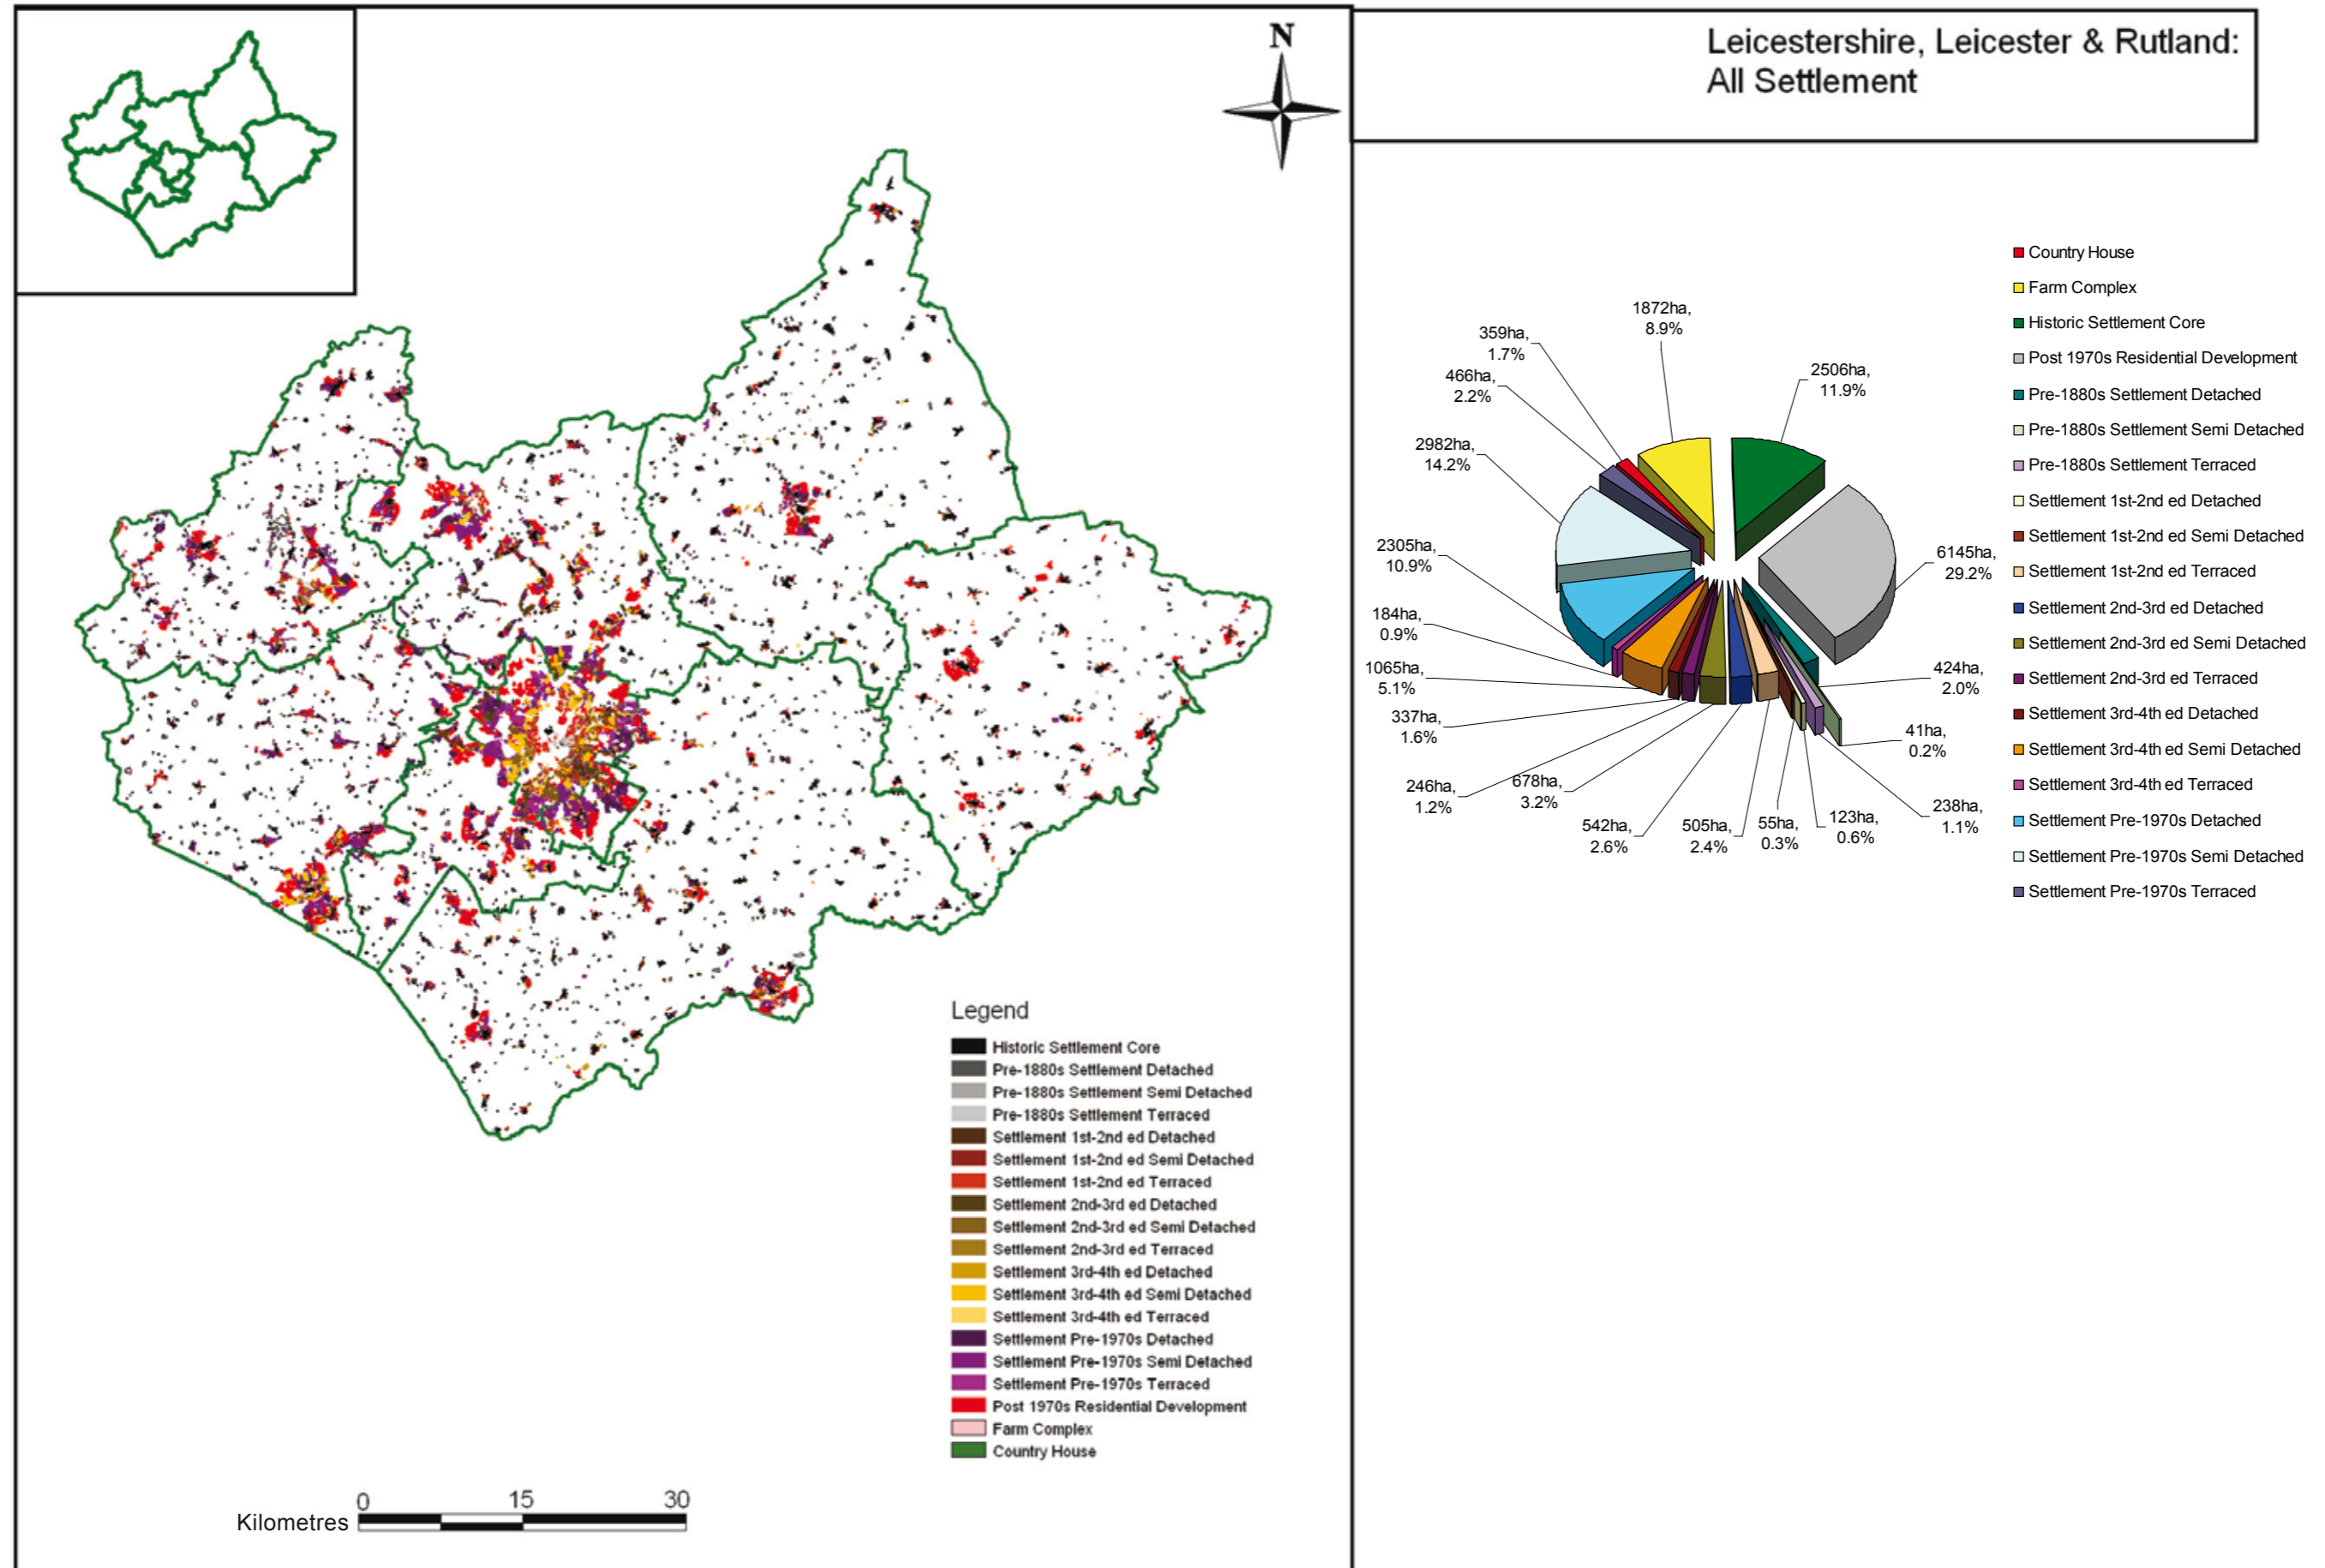 N
Leicestershire, Leicester & Rutland:
All Settlement
Legend
Historic Settlement Core
Pre-1880s Settlement Detached
Pre-1880s Settlement Semi Detached
Pre-1880s Settlement Terraced
Settlement 1st-2nd ed Detached
Settlement 1st-2nd ed Semi Detached
Settlement 1st-2nd ed Terraced
Settlement 2nd-3rd ed Detached
Settlement 2nd-3rd ed Semi Detached
Settlement 2nd-3rd ed Terraced
Settlement 3rd-4th ed Detached
Settlement 3rd-4th ed Semi Detached
Settlement 3rd-4th ed Terraced
Settlement Pre-1970s Detached
Settlement Pre-1970s Semi Detached
Settlement Pre-1970s Terraced
Post 1970s Residential Development
Farm Complex
Country House
0 15 30
Kilometres
1872ha,
8.9%
359ha,
1.7%
466ha,
2.2%
2982ha,
14.2%
2305ha,
10.9%
184ha,
0.9%
1065ha,
5.1%
337ha,
1.6%
246ha,
1.2%
678ha,
3.2%
542ha,
2.6%
505ha,
2.4%
55ha,
0.3%
123ha,
0.6%
238ha,
1.1%
41ha,
0.2%
424ha,
2.0%
6145ha,
29.2%
2506ha,
11.9%
Country House
Farm Complex
Historic Settlement Core
Post 1970s Residential Development
Pre-1880s Settlement Detached
Pre-1880s Settlement Semi Detached
Pre-1880s Settlement Terraced
Settlement 1st-2nd ed Detached
Settlement 1st-2nd ed Semi Detached
Settlement 1st-2nd ed Terraced
Settlement 2nd-3rd ed Detached
Settlement 2nd-3rd ed Semi Detached
Settlement 2nd-3rd ed Terraced
Settlement 3rd-4th ed Detached
Settlement 3rd-4th ed Semi Detached
Settlement 3rd-4th ed Terraced
Settlement Pre-1970s Detached
Settlement Pre-1970s Semi Detached
Settlement Pre-1970s Terraced